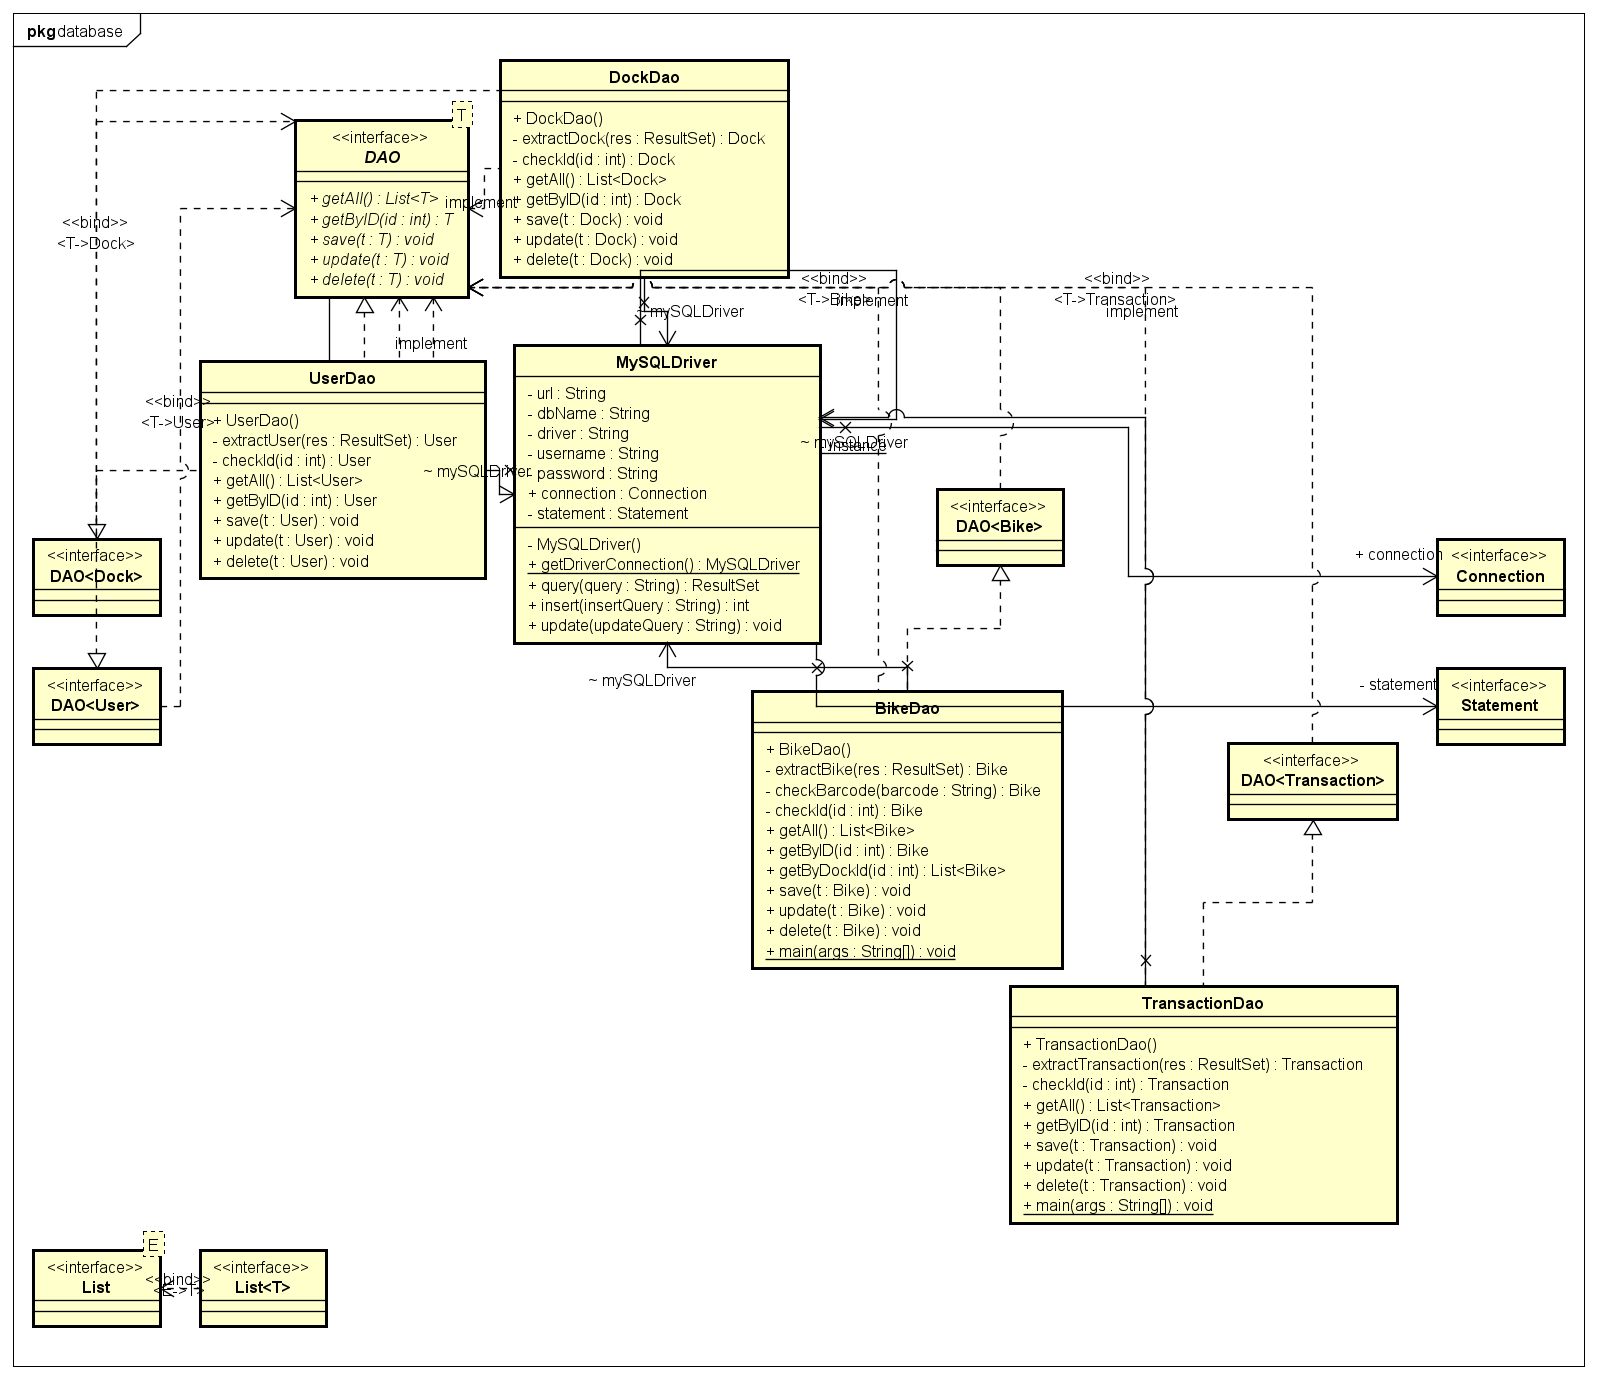 pkg database
DockDao
+ DockDao()
- extractDock(res : ResultSet) : Dock
- checkId(id : int) : Dock
+ getAll() : List<Dock>
+ getByID(id : int) : Dock
+ save(t : Dock) : void
+ update(t : Dock) : void
+ delete(t : Dock) : void
T
<<interface>>
DAO
+ getAll() : List<T>
+ getByID(id : int) : T
+ save(t : T) : void
+ update(t : T) : void
+ delete(t : T) : void
implement
<<bind>>
<T->Dock>
<<bind>>
<T->Bike>
implement
<<bind>>
<T->Transaction>
implement
~ mySQLDriver
implement
UserDao
+ UserDao()
- extractUser(res : ResultSet) : User
- checkId(id : int) : User
+ getAll() : List<User>
+ getByID(id : int) : User
+ save(t : User) : void
+ update(t : User) : void
+ delete(t : User) : void
<<bind>>
<T->User>
~ mySQLDriver
MySQLDriver
- url : String
- dbName : String
- driver : String
- username : String
- password : String
+ connection : Connection
- statement : Statement
- MySQLDriver()
+ getDriverConnection() : MySQLDriver
+ query(query : String) : ResultSet
+ insert(insertQuery : String) : int
+ update(updateQuery : String) : void
~ mySQLDriver
instance
<<interface>>
DAO<Bike>
+ connection
<<interface>>
Connection
<<interface>>
DAO<Dock>
<<interface>>
DAO<User>
~ mySQLDriver
- statement
<<interface>>
Statement
BikeDao
+ BikeDao()
- extractBike(res : ResultSet) : Bike
- checkBarcode(barcode : String) : Bike
- checkId(id : int) : Bike
+ getAll() : List<Bike>
+ getByID(id : int) : Bike
+ getByDockId(id : int) : List<Bike>
+ save(t : Bike) : void
+ update(t : Bike) : void
+ delete(t : Bike) : void
+ main(args : String[]) : void
<<interface>>
DAO<Transaction>
TransactionDao
+ TransactionDao()
- extractTransaction(res : ResultSet) : Transaction
- checkId(id : int) : Transaction
+ getAll() : List<Transaction>
+ getByID(id : int) : Transaction
+ save(t : Transaction) : void
+ update(t : Transaction) : void
+ delete(t : Transaction) : void
+ main(args : String[]) : void
E
<<interface>>
List
<<bind>>
<<interface>>
List<T>